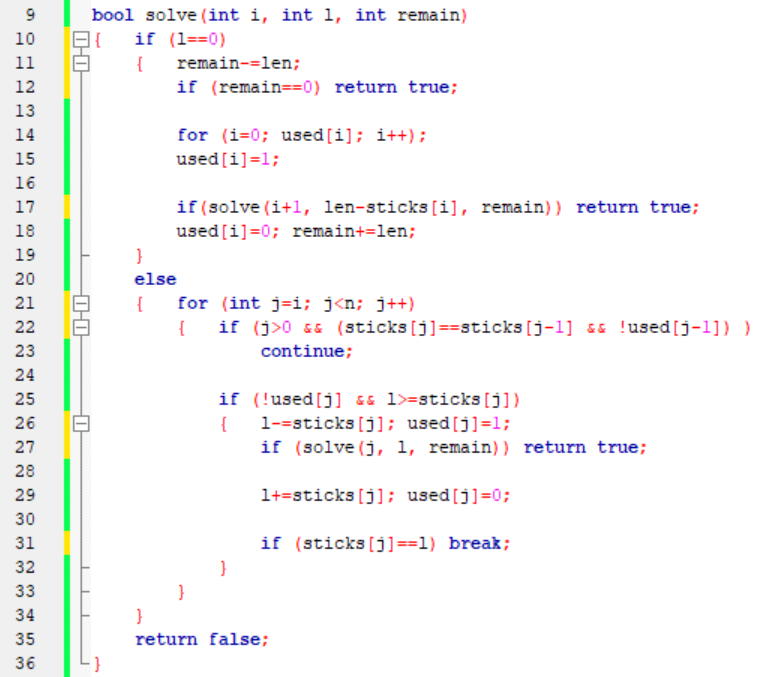 9 bool solve(int i, int l, int remain)
10 { if (l==0)
11 { remain-=len;
12 if (remain==0) return true;
13
14 for (i=0; used[i]; i++);
15 used[i]=1;
16
17 if(solve(i+1, len-sticks[i], remain)) return true;
18 used[i]=0; remain+=len;
19 }
20 else
21 { for (int j=i; j<n; j++)
22 { if (j>0 && (sticks[j]==sticks[j-1] && !used[j-1]) )
23 continue;
24
25 if (!used[j] && l>=sticks[j])
26 { l-=sticks[j]; used[j]=1;
27 if (solve(j, l, remain)) return true;
28
29 l+=sticks[j]; used[j]=0;
30
31 if (sticks[j]==l) break;
32 }
33 }
34 }
35 return false;
36 }